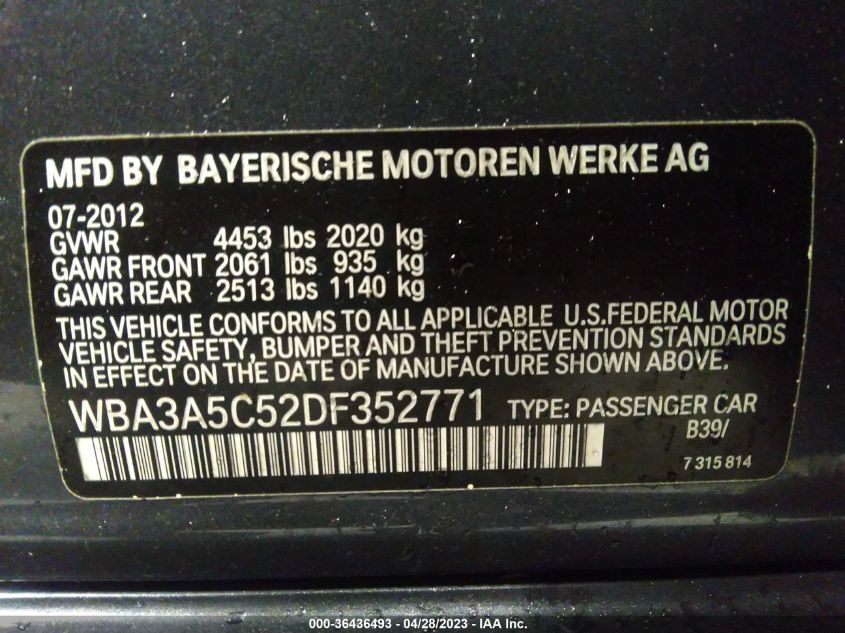 MFD BY BAYERISCHE MOTOREN WERKE AG
07-2012
GVWR 4453 lbs 2020 kg
GAWR FRONT 2061 lbs 935 kg
GAWR REAR 2513 lbs 1140 kg
THIS VEHICLE CONFORMS TO ALL APPLICABLE U.S.FEDERAL MOTOR
VEHICLE SAFETY, BUMPER AND THEFT PREVENTION STANDARDS
IN EFFECT ON THE DATE OF MANUFACTURE SHOWN ABOVE.
WBA3A5C52DF352771 TYPE: PASSENGER CAR
B39/
7 315 814
000-36436493 - 04/28/2023 - IAA Inc.